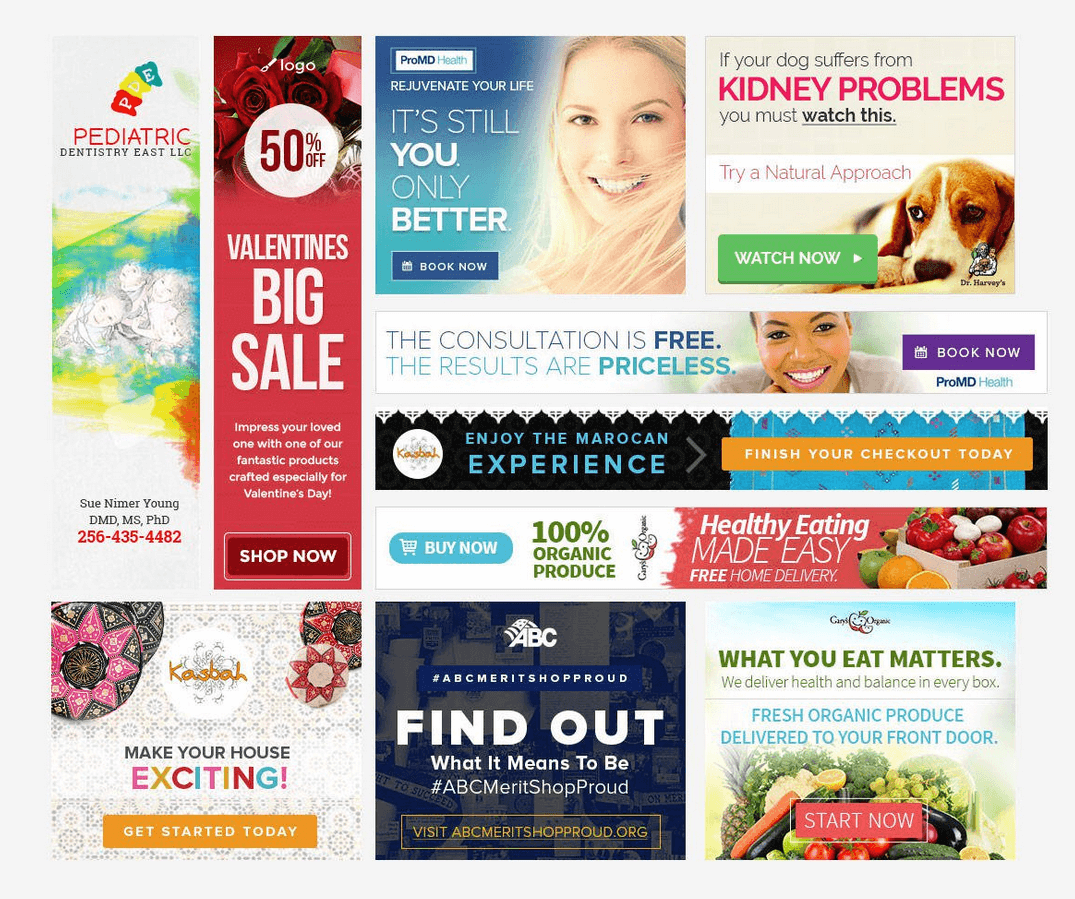 PDE
PEDIATRIC
DENTISTRY EAST LLC
Sue Nimer Young
DMD, MS, PhD
256-435-4482
logo
50% OFF
VALENTINES
BIG
SALE
Impress your loved
one with one of our
fantastic products
crafted especially for
Valentine's Day!
SHOP NOW
ProMD Health
REJUVENATE YOUR LIFE
IT'S STILL
YOU.
ONLY
BETTER.
BOOK NOW
If your dog suffers from
KIDNEY PROBLEMS
you must watch this.
Try a Natural Approach
WATCH NOW
Dr. Harvey's
THE CONSULTATION IS FREE.
THE RESULTS ARE PRICELESS.
BOOK NOW
ProMD Health
Kasbah
ENJOY THE MAROCAN
EXPERIENCE
FINISH YOUR CHECKOUT TODAY
BUY NOW
100%
ORGANIC
PRODUCE
Gary's Organic
Healthy Eating
MADE EASY
FREE HOME DELIVERY.
Kasbah
MAKE YOUR HOUSE
EXCITING!
GET STARTED TODAY
ABC
#ABCMERITSHOPPROUD
FIND OUT
What It Means To Be
#ABCMeritShopProud
VISIT ABCMERITSHOPPROUD.ORG
Gary's Organic
WHAT YOU EAT MATTERS.
We deliver health and balance in every box.
FRESH ORGANIC PRODUCE
DELIVERED TO YOUR FRONT DOOR.
START NOW